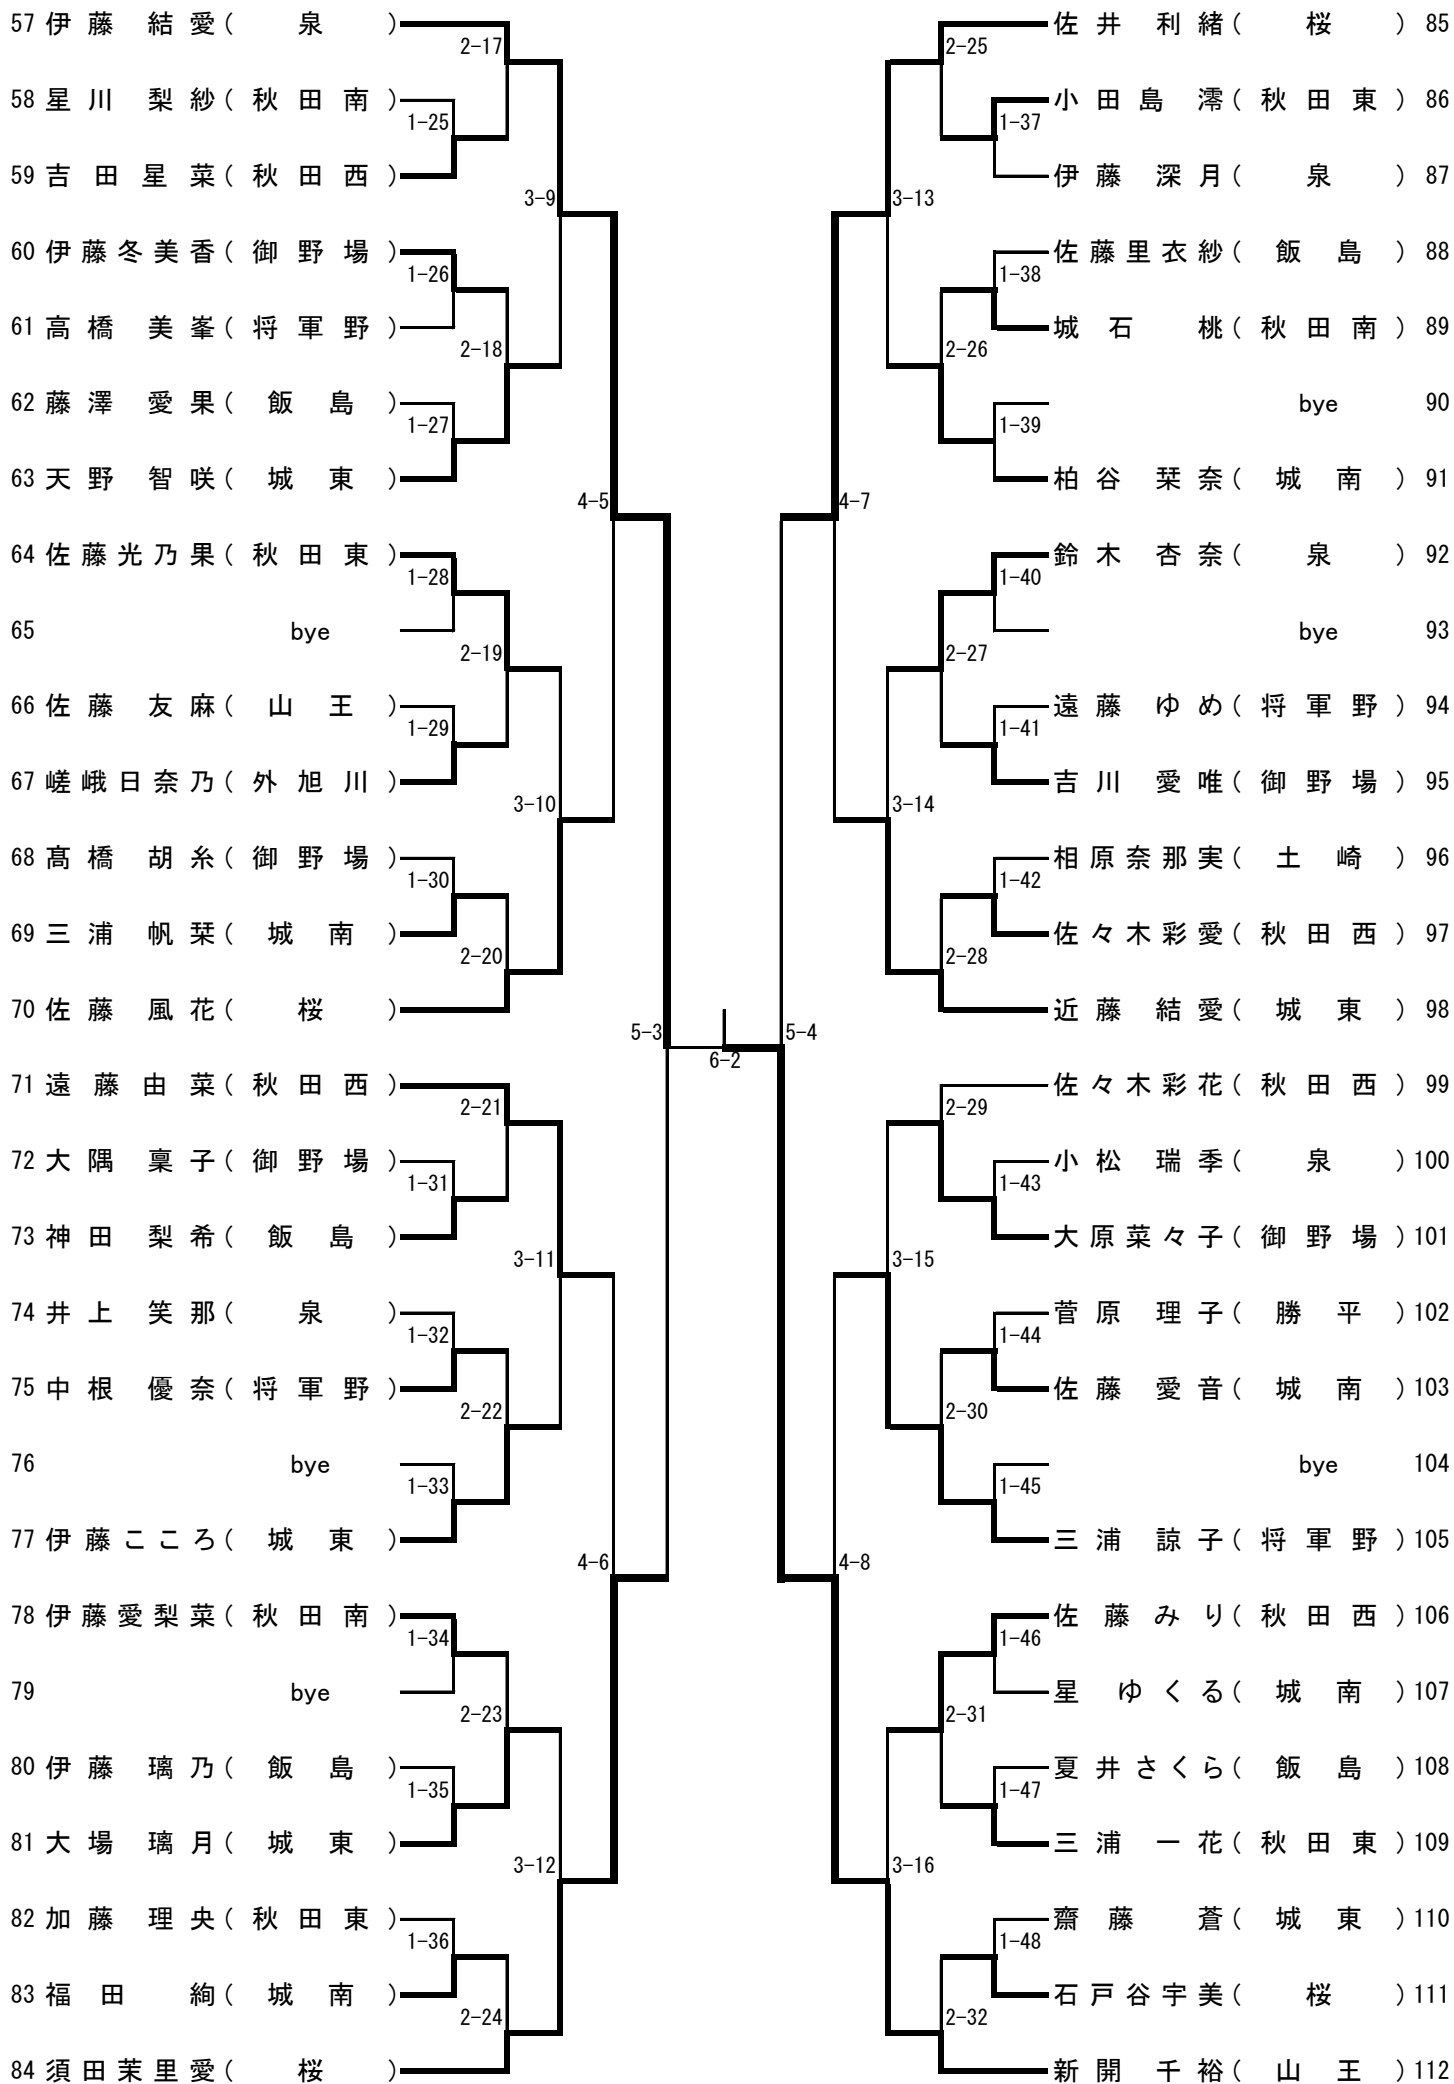 57 伊藤 結愛( 泉 )
2-17
58 星川 梨紗( 秋田南 )
1-25
59 吉田星菜( 秋田西 )
3-9
60 伊藤冬美香( 御野場 )
1-26
61 高橋 美峯( 将軍野 )
2-18
62 藤澤 愛果( 飯島 )
1-27
63 天野 智咲( 城東 )
4-5
64 佐藤光乃果( 秋田東 )
1-28
65 bye
2-19
66 佐藤 友麻( 山王 )
1-29
67 嵯峨日奈乃( 外旭川 )
3-10
68 髙橋 胡糸( 御野場 )
1-30
69 三浦 帆栞( 城南 )
2-20
70 佐藤 風花( 桜 )
5-3
71 遠藤由菜( 秋田西 )
2-21
72 大隅 稟子( 御野場 )
1-31
73 神田 梨希( 飯島 )
3-11
74 井上 笑那( 泉 )
1-32
75 中根 優奈( 将軍野 )
2-22
76 bye
1-33
77 伊藤こころ( 城東 )
4-6
78 伊藤愛梨菜( 秋田南 )
1-34
79 bye
2-23
80 伊藤 璃乃( 飯島 )
1-35
81 大場 璃月( 城東 )
3-12
82 加藤 理央( 秋田東 )
1-36
83 福田 絢( 城南 )
2-24
84 須田茉里愛( 桜 )
6-2
佐井 利緒( 桜 ) 85
2-25
小田島 澪( 秋田東 ) 86
1-37
伊藤 深月( 泉 ) 87
3-13
佐藤里衣紗( 飯島 ) 88
1-38
城石 桃( 秋田南 ) 89
2-26
bye 90
1-39
柏谷 栞奈( 城南 ) 91
4-7
鈴木 杏奈( 泉 ) 92
1-40
bye 93
2-27
遠藤 ゆめ( 将軍野 ) 94
1-41
吉川 愛唯( 御野場 ) 95
3-14
相原奈那実( 土崎 ) 96
1-42
佐々木彩愛( 秋田西 ) 97
2-28
近藤 結愛( 城東 ) 98
5-4
佐々木彩花( 秋田西 ) 99
2-29
小松 瑞季( 泉 ) 100
1-43
大原菜々子( 御野場 ) 101
3-15
菅原 理子( 勝平 ) 102
1-44
佐藤 愛音( 城南 ) 103
2-30
bye 104
1-45
三浦 諒子( 将軍野 ) 105
4-8
佐藤みり( 秋田西 ) 106
1-46
星 ゆくる( 城南 ) 107
2-31
夏井さくら( 飯島 ) 108
1-47
三浦 一花( 秋田東 ) 109
3-16
齋藤 蒼( 城東 ) 110
1-48
石戸谷宇美( 桜 ) 111
2-32
新開 千裕( 山王 ) 112